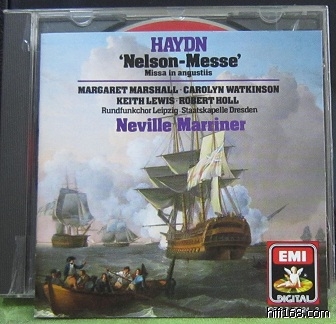 HAYDN
‘Nelson-Messe’
Missa in angustiis
MARGARET MARSHALL · CAROLYN WATKINSON
KEITH LEWIS · ROBERT HOLL
Rundfunkchor Leipzig · Staatskapelle Dresden
Neville Marriner
EMI
DIGITAL
hifi168.com